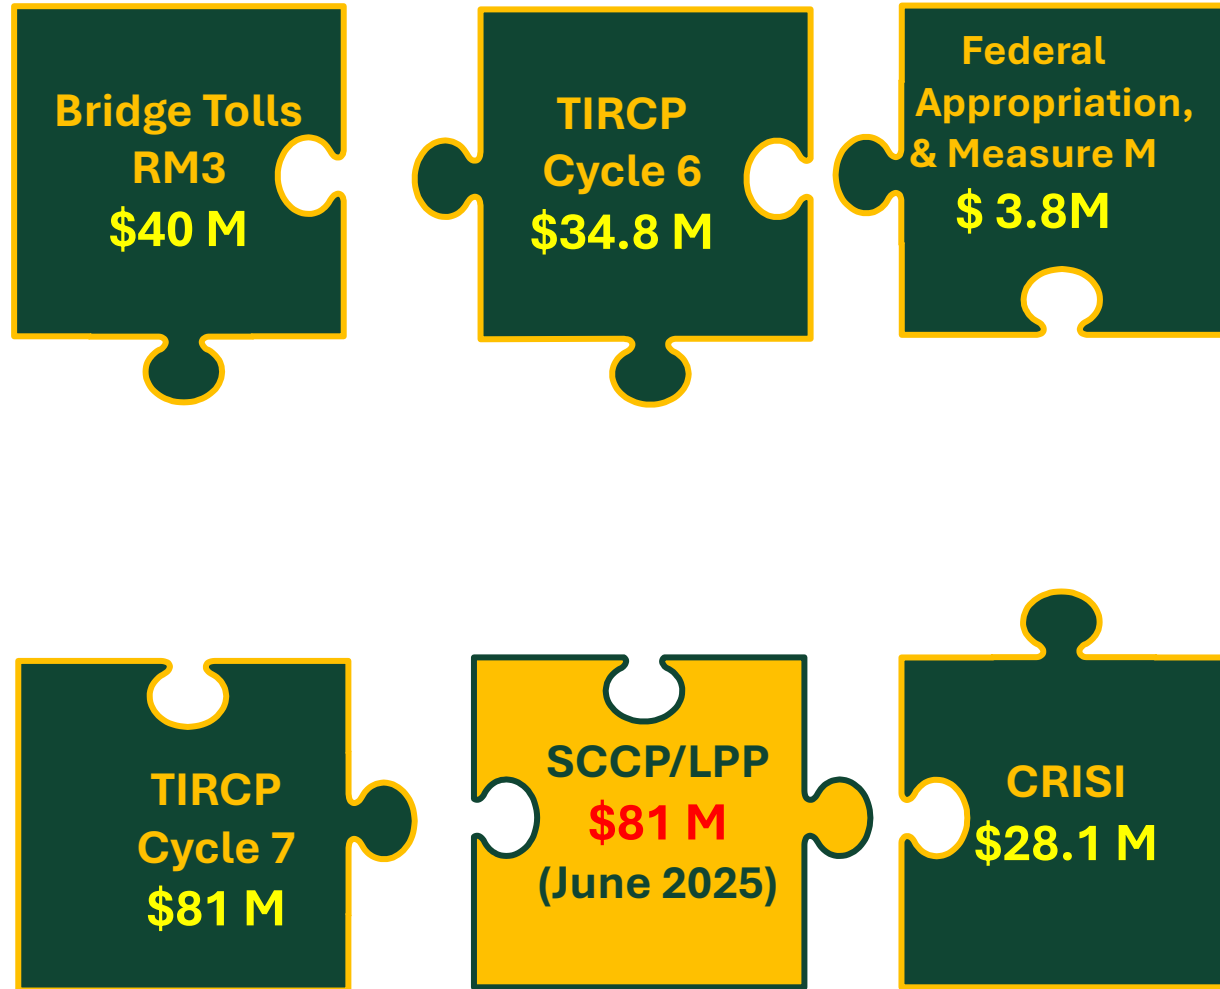 Bridge Tolls
RM3
$40 M
TIRCP
Cycle 6
$34.8 M
Federal
Appropriation,
& Measure M
$ 3.8M
TIRCP
Cycle 7
$81 M
SCCP/LPP
$81 M
(June 2025)
CRISI
$28.1 M